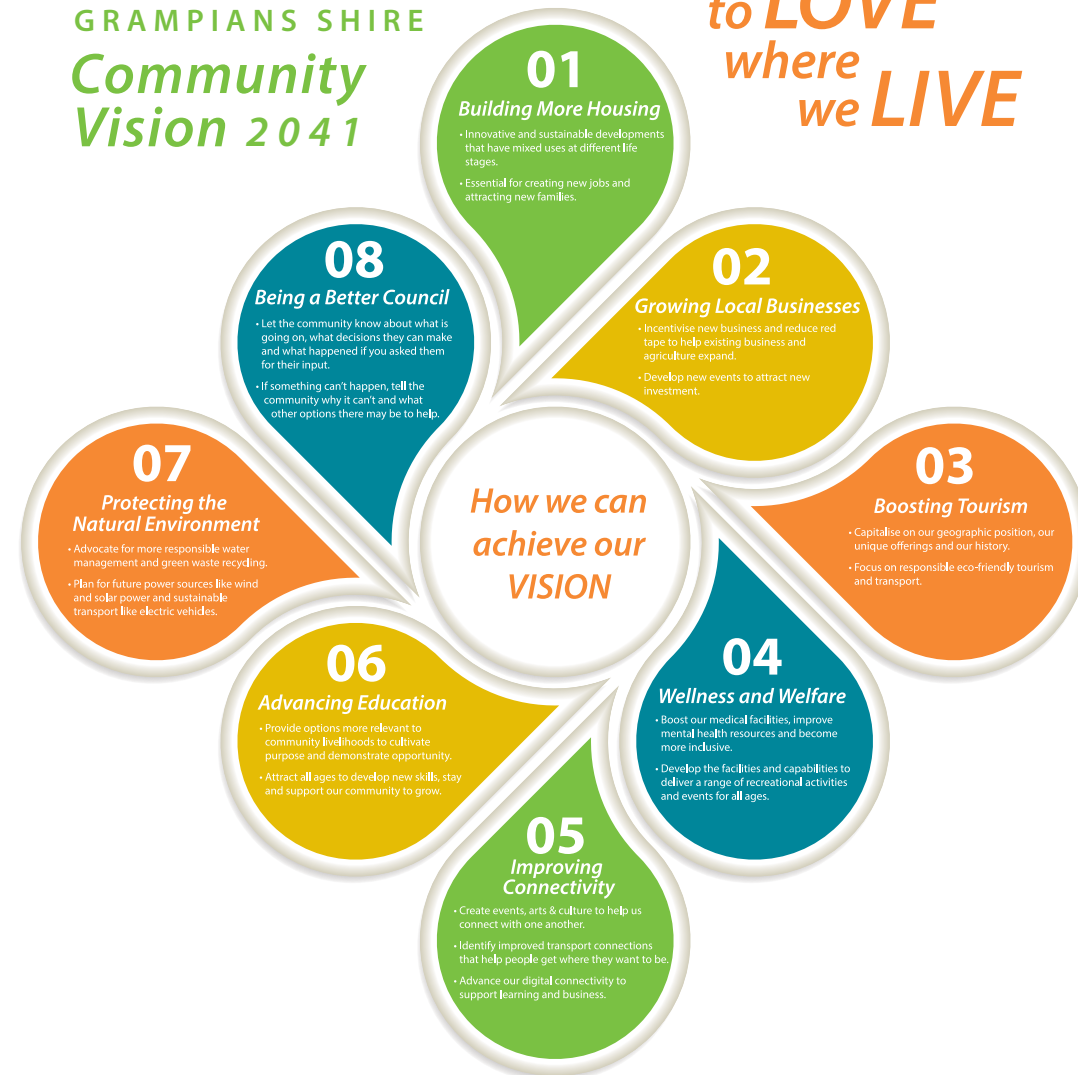 GRAMPIANS SHIRE
Community
Vision 2041
to LOVE
where
we LIVE
01
Building More Housing
• Innovative and sustainable developments
that have mixed uses at different life
stages.
• Essential for creating new jobs and
attracting new families.
02
Growing Local Businesses
• Incentivise new business and reduce red
tape to help existing business and
agriculture expand.
• Develop new events to attract new
investment.
03
Boosting Tourism
• Capitalise on our geographic position, our
unique offerings and our history.
• Focus on responsible eco-friendly tourism
and transport.
04
Wellness and Welfare
• Boost our medical facilities, improve
mental health resources and become
more inclusive.
• Develop the facilities and capabilities to
deliver a range of recreational activities
and events for all ages.
05
Improving
Connectivity
• Create events, arts & culture to help us
connect with one another.
• Identify improved transport connections
that help people get where they want to be.
• Advance our digital connectivity to
support learning and business.
06
Advancing Education
• Provide options more relevant to
community livelihoods to cultivate
purpose and demonstrate opportunity.
• Attract all ages to develop new skills, stay
and support our community to grow.
07
Protecting the
Natural Environment
• Advocate for more responsible water
management and green waste recycling.
• Plan for future power sources like wind
and solar power and sustainable
transport like electric vehicles.
08
Being a Better Council
• Let the community know about what is
going on, what decisions they can make
and what happened if you asked them
for their input.
• If something can't happen, tell the
community why it can't and what
other options there may be to help.
How we can
achieve our
VISION